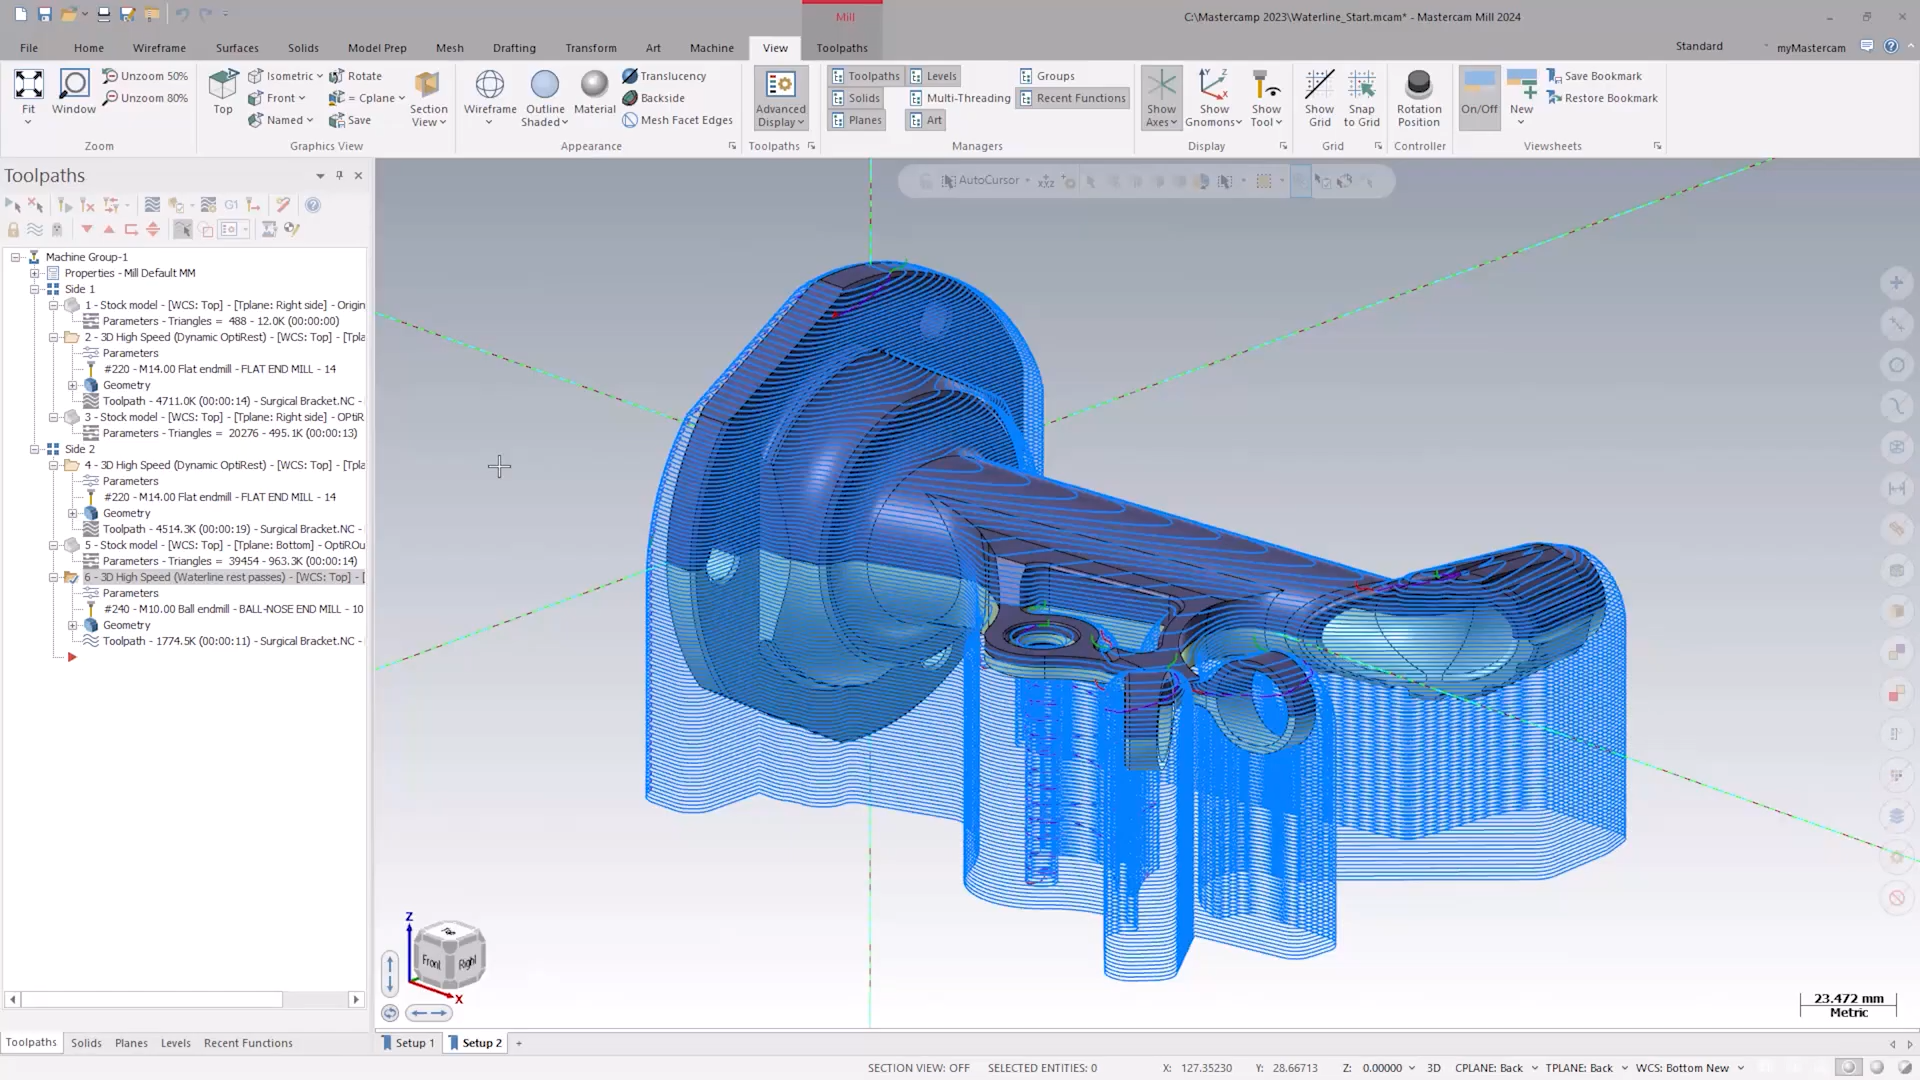 Mill
C:\Mastercamp 2023\Waterline_Start.mcam* - Mastercam Mill 2024
File Home Wireframe Surfaces Solids Model Prep Mesh Drafting Transform Art Machine View Toolpaths
Standard myMastercam
Fit
Window
Unzoom 50%
Unzoom 80%
Zoom
Top
Isometric
Front
Named
Rotate
= Cplane
Save
Section View
Graphics View
Wireframe
Outline Shaded
Material
Translucency
Backside
Mesh Facet Edges
Appearance
Advanced Display
Toolpaths
Toolpaths
Solids
Planes
Levels
Multi-Threading
Art
Groups
Recent Functions
Managers
Show Axes
Show Gnomons
Show Tool
Display
Show Grid
Snap to Grid
Grid
Rotation Position
Controller
On/Off
New
Save Bookmark
Restore Bookmark
Viewsheets
Toolpaths
G1
AutoCursor
Machine Group-1
Properties - Mill Default MM
Side 1
1 - Stock model - [WCS: Top] - [Tplane: Right side] - Origin
Parameters - Triangles = 488 - 12.0K (00:00:00)
2 - 3D High Speed (Dynamic OptiRest) - [WCS: Top] - [Tpla
Parameters
#220 - M14.00 Flat endmill - FLAT END MILL - 14
Geometry
Toolpath - 4711.0K (00:00:14) - Surgical Bracket.NC -
3 - Stock model - [WCS: Top] - [Tplane: Right side] - OPtiR
Parameters - Triangles = 20276 - 495.1K (00:00:13)
Side 2
4 - 3D High Speed (Dynamic OptiRest) - [WCS: Top] - [Tpla
Parameters
#220 - M14.00 Flat endmill - FLAT END MILL - 14
Geometry
Toolpath - 4514.3K (00:00:19) - Surgical Bracket.NC -
5 - Stock model - [WCS: Top] - [Tplane: Bottom] - OptiROu
Parameters - Triangles = 39454 - 963.3K (00:00:14)
6 - 3D High Speed (Waterline rest passes) - [WCS: Top] - [
Parameters
#240 - M10.00 Ball endmill - BALL-NOSE END MILL - 10
Geometry
Toolpath - 1774.5K (00:00:11) - Surgical Bracket.NC -
Z
Top
Front
Right
X
23.472 mm
Metric
Toolpaths Solids Planes Levels Recent Functions
Setup 1 Setup 2 +
SECTION VIEW: OFF SELECTED ENTITIES: 0 X: 127.35230 Y: 28.66713 Z: 0.00000 3D CPLANE: Back TPLANE: Back WCS: Bottom New